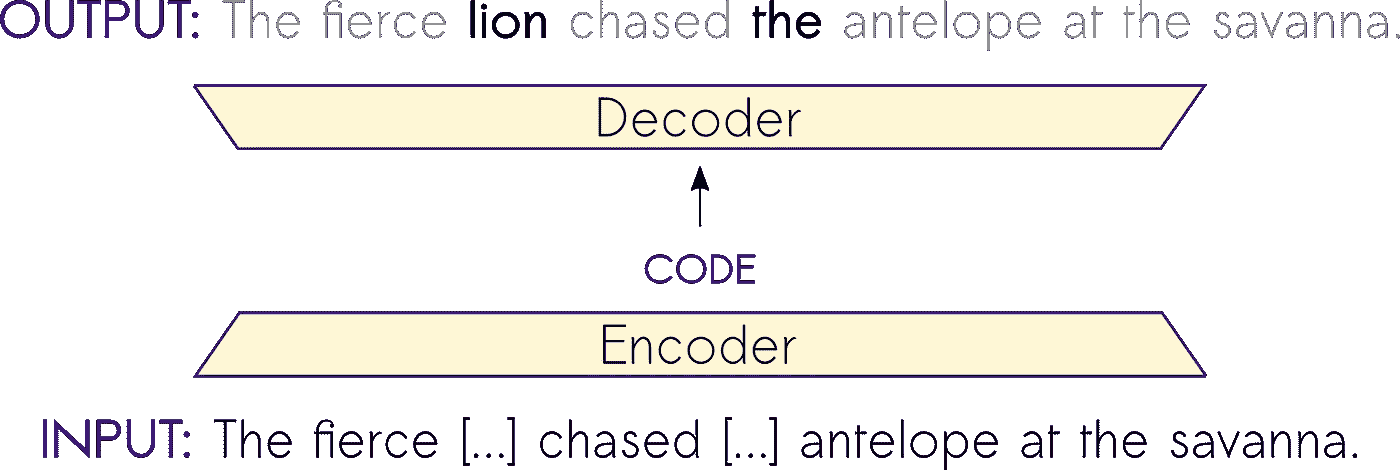 OUTPUT: The fierce lion chased the antelope at the savanna.
Decoder
CODE
Encoder
INPUT: The fierce [...] chased [...] antelope at the savanna.